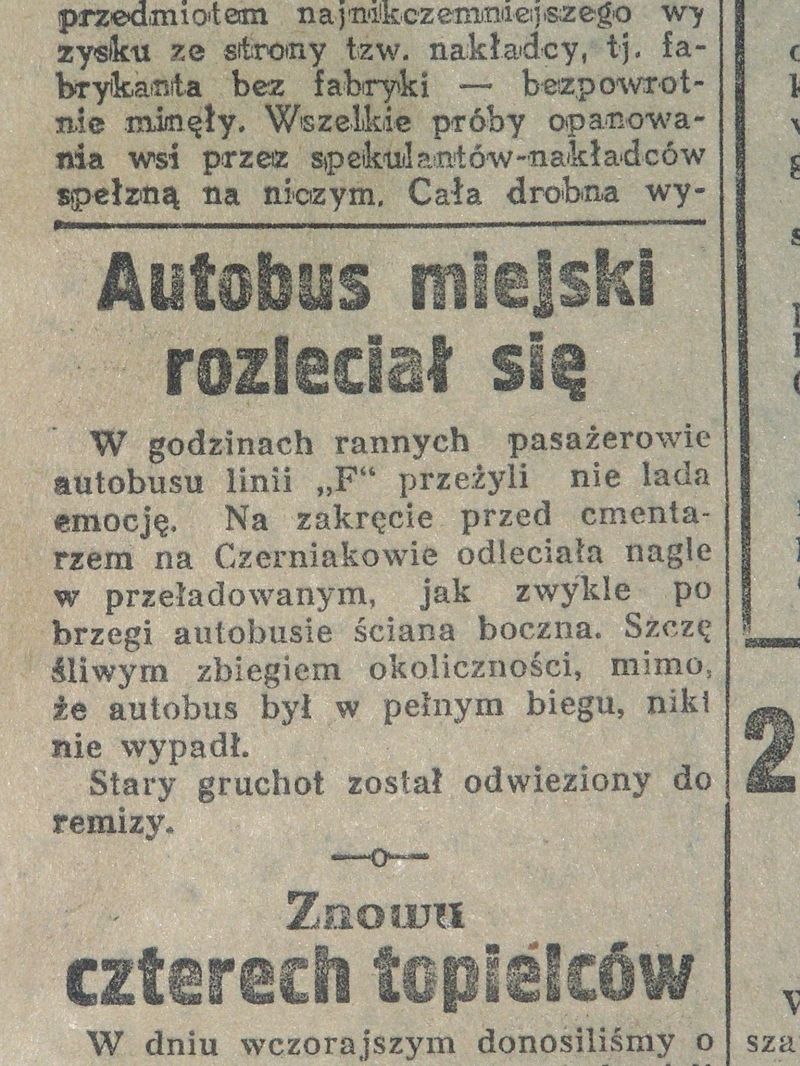 przedmiotem najnikczemniejszego wy
zysku ze strony tzw. nakładcy, tj. fa-
brykanta bez fabryki — bezpowrot-
nie minęły. Wszelkie próby opanowa-
nia wsi przez spekulantów-nakładców
spełzną na niczym. Cała drobna wy-
Autobus miejski
rozleciał się
W godzinach rannych pasażerowie
autobusu linii „F“ przeżyli nie lada
emocję. Na zakręcie przed cmenta-
rzem na Czerniakowie odleciała nagle
w przeładowanym, jak zwykle po
brzegi autobusie ściana boczna. Szczę
śliwym zbiegiem okoliczności, mimo,
że autobus był w pełnym biegu, nikt
nie wypadł.
Stary gruchot został odwieziony do
remizy.
Znowu
czterech topielców
W dniu wczorajszym donosiliśmy o
2
sza